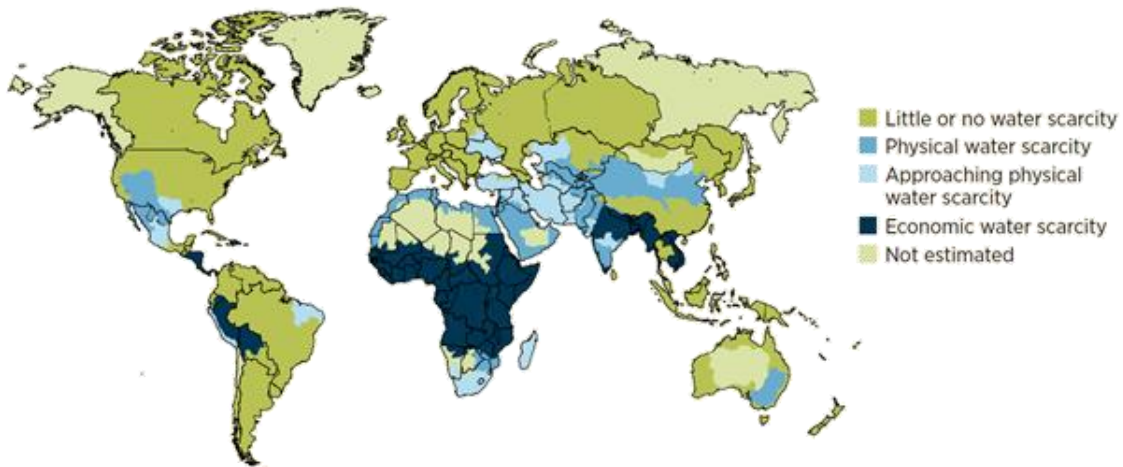 Little or no water scarcity
Physical water scarcity
Approaching physical
water scarcity
Economic water scarcity
Not estimated